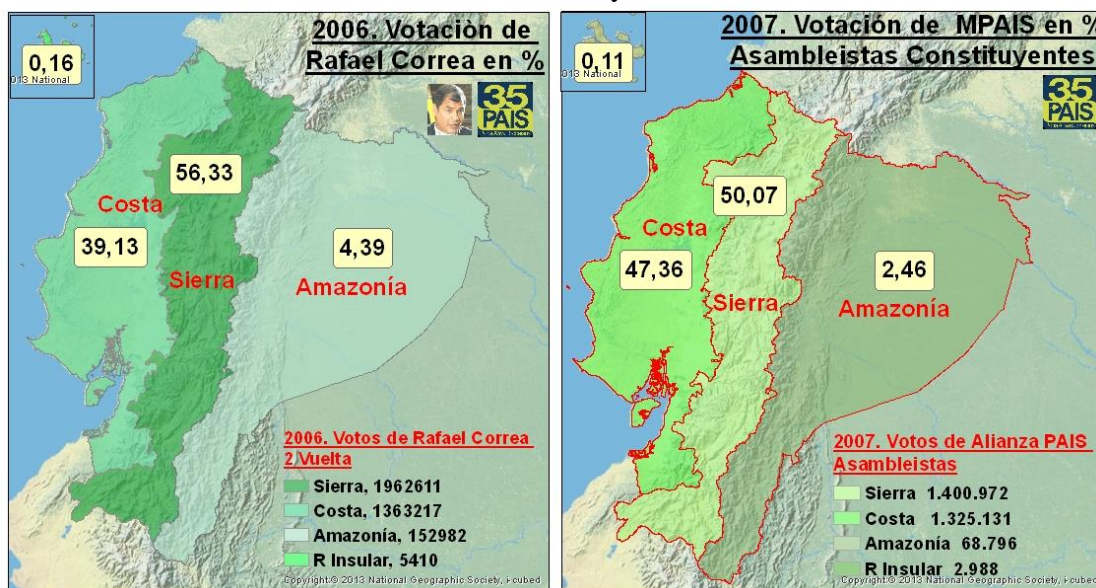 2006. Votaciòn de
Rafael Correa en %
0,16
013 National
35
PAIS
56,33
Costa
39,13
4,39
Sierra
Amazonía
2006. Votos de Rafael Correa
2 Vuelta
Sierra, 1962611
Costa, 1363217
Amazonía, 152982
R Insular, 5410
Copyright:© 2013 National Geographic Society, i-cubed
2007. Votación de MPAIS en %
Asambleistas Constituyentes
0,11
013 National
35
PAIS
50,07
Costa
47,36
2,46
Sierra
Amazonía
2007. Votos de Alianza PAIS
Asambleistas
Sierra 1.400.972
Costa 1.325.131
Amazonía 68.796
R Insular 2.988
Copyright:© 2013 National Geographic Society, i-cubed